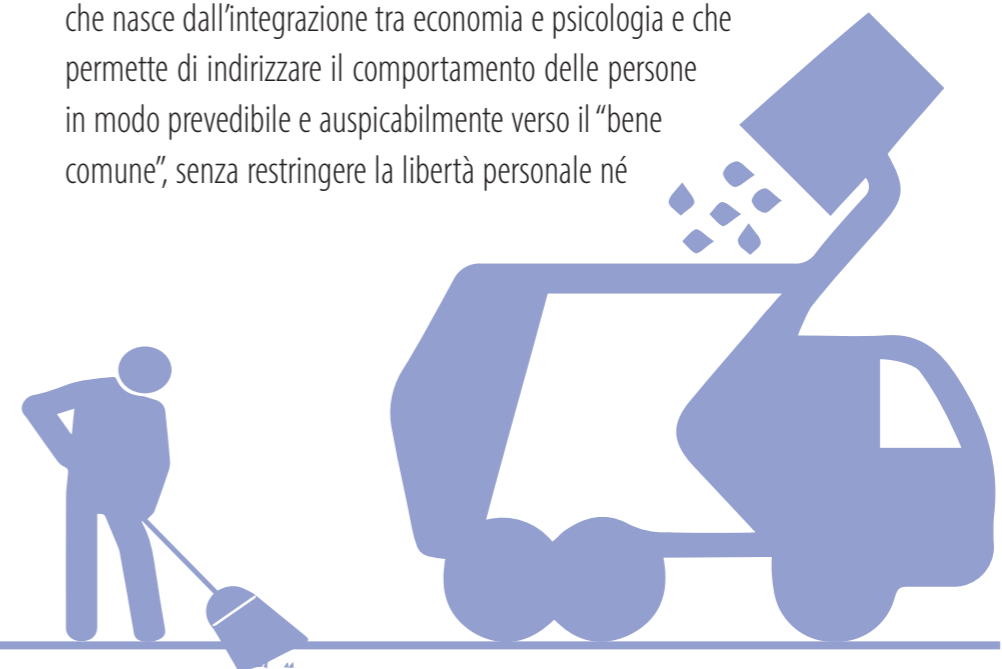 che nasce dall’integrazione tra economia e psicologia e che
permette di indirizzare il comportamento delle persone
in modo prevedibile e auspicabilmente verso il “bene
comune”, senza restringere la libertà personale né